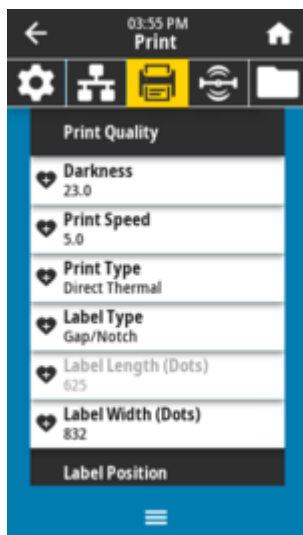 03:55 PM
Print
Print Quality
Darkness
23.0
Print Speed
5.0
Print Type
Direct Thermal
Label Type
Gap/Notch
Label Length (Dots)
625
Label Width (Dots)
832
Label Position